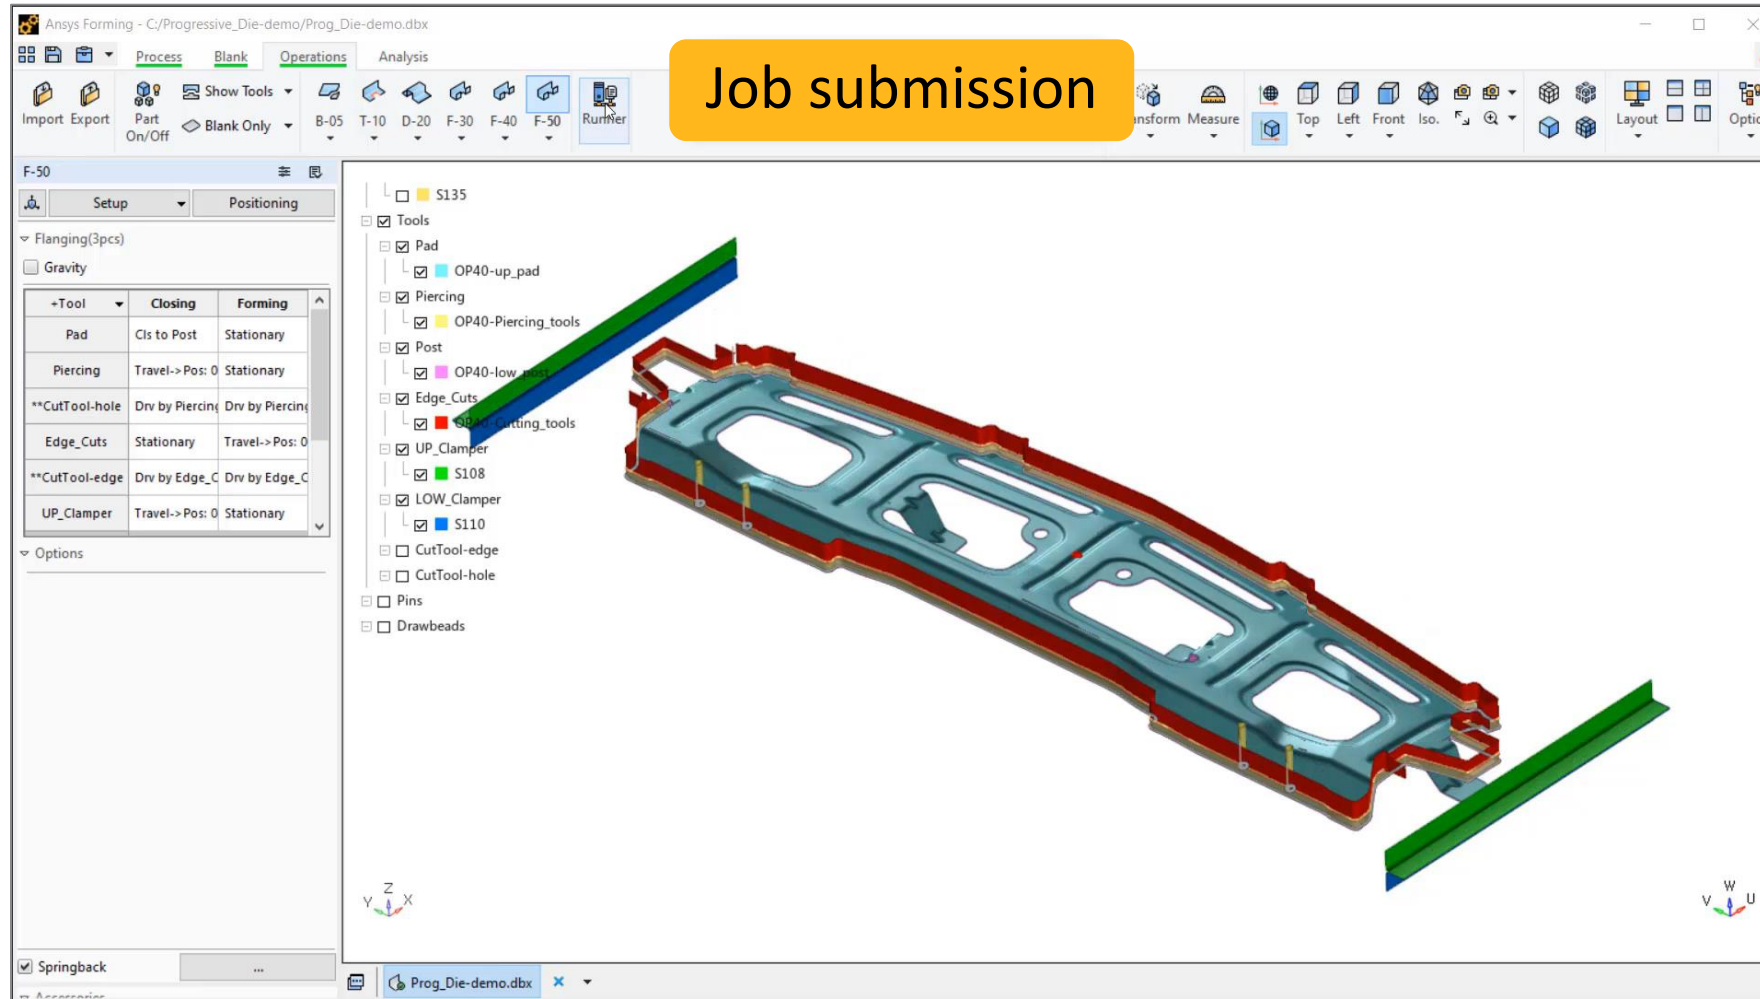 Ansys Forming - C:/Progressive_Die-demo/Prog_Die-demo.dbx
Process Blank Operations Analysis
Job submission
Import Export Part On/Off Show Tools Blank Only B-05 T-10 D-20 F-30 F-40 F-50 Runner
Measure Top Left Front Iso. Layout
F-50
Setup Positioning
Flanging(3pcs)
Gravity
+Tool Closing Forming
Pad Cls to Post Stationary
Piercing Travel->Pos: 0 Stationary
**CutTool-hole Drv by Piercing Drv by Piercing
Edge_Cuts Stationary Travel->Pos: 0
**CutTool-edge Drv by Edge_C Drv by Edge_C
UP_Clamper Travel->Pos: 0 Stationary
Options
S135
Tools
Pad
OP40-up_pad
Piercing
OP40-Piercing_tools
Post
OP40-low_post
Edge_Cuts
OP40-Cutting_tools
UP_Clamper
S108
LOW_Clamper
S110
CutTool-edge
CutTool-hole
Pins
Drawbeads
Z
Y X
W
V U
Springback ...
Accessories
Prog_Die-demo.dbx